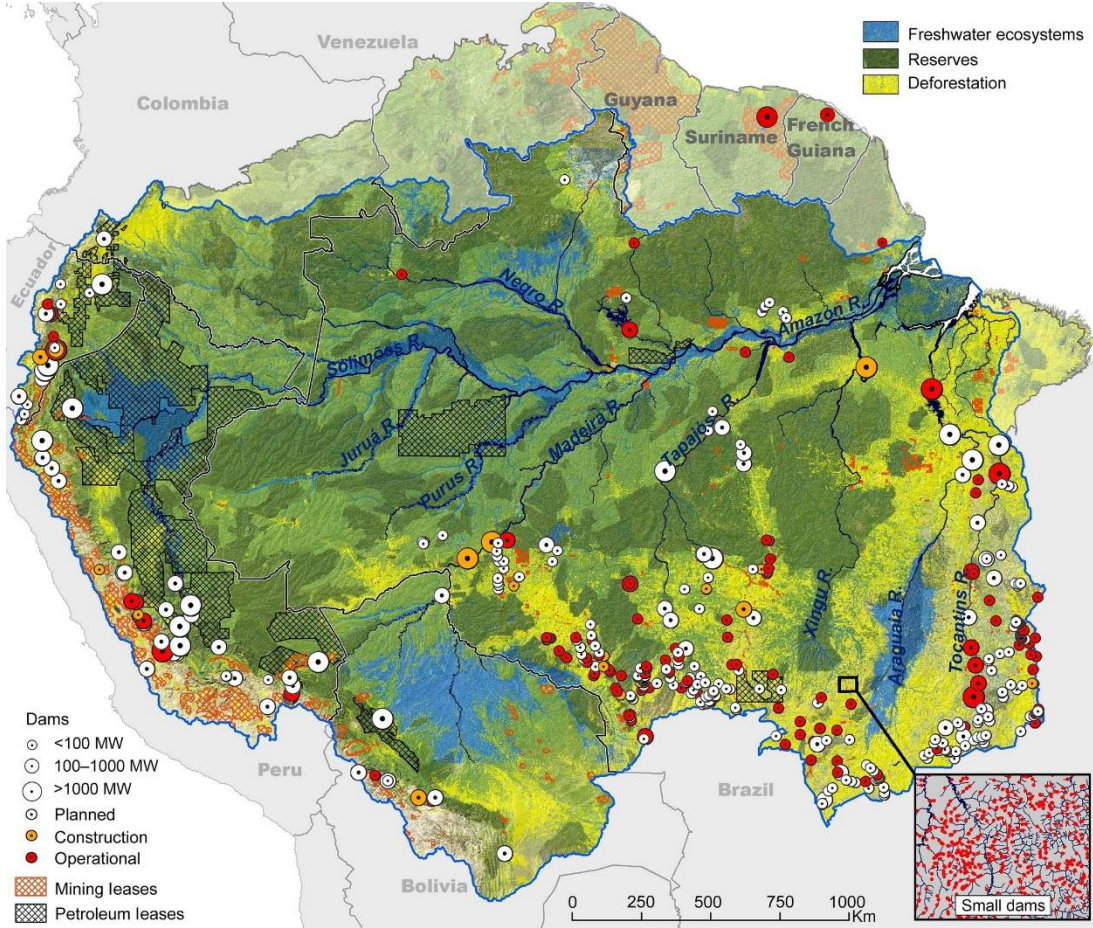 Freshwater ecosystems
Reserves
Deforestation
Venezuela
Colombia
Guyana
Suriname
French
Guiana
Ecuador
Negro R.
Amazon R.
Solimoes R.
Juruá R.
Purus R.
Madeira R.
Tapajós R.
Xingu R.
Araguaia R.
Tocantins R.
Peru
Brazil
Bolivia
Dams
<100 MW
100–1000 MW
>1000 MW
Planned
Construction
Operational
Mining leases
Petroleum leases
0 250 500 750 1000
Km
Small dams